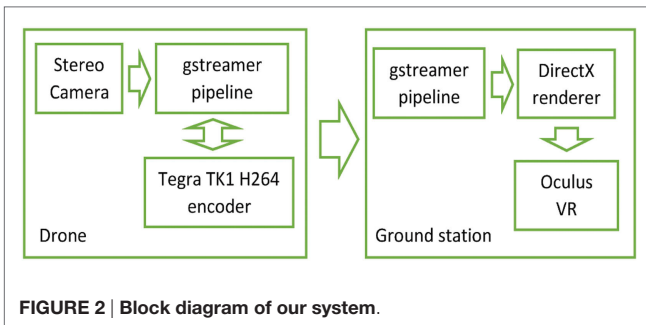 Stereo
Camera
gstreamer
pipeline
Tegra TK1 H264
encoder
Drone
gstreamer
pipeline
DirectX
renderer
Oculus
VR
Ground station
FIGURE 2 | Block diagram of our system.